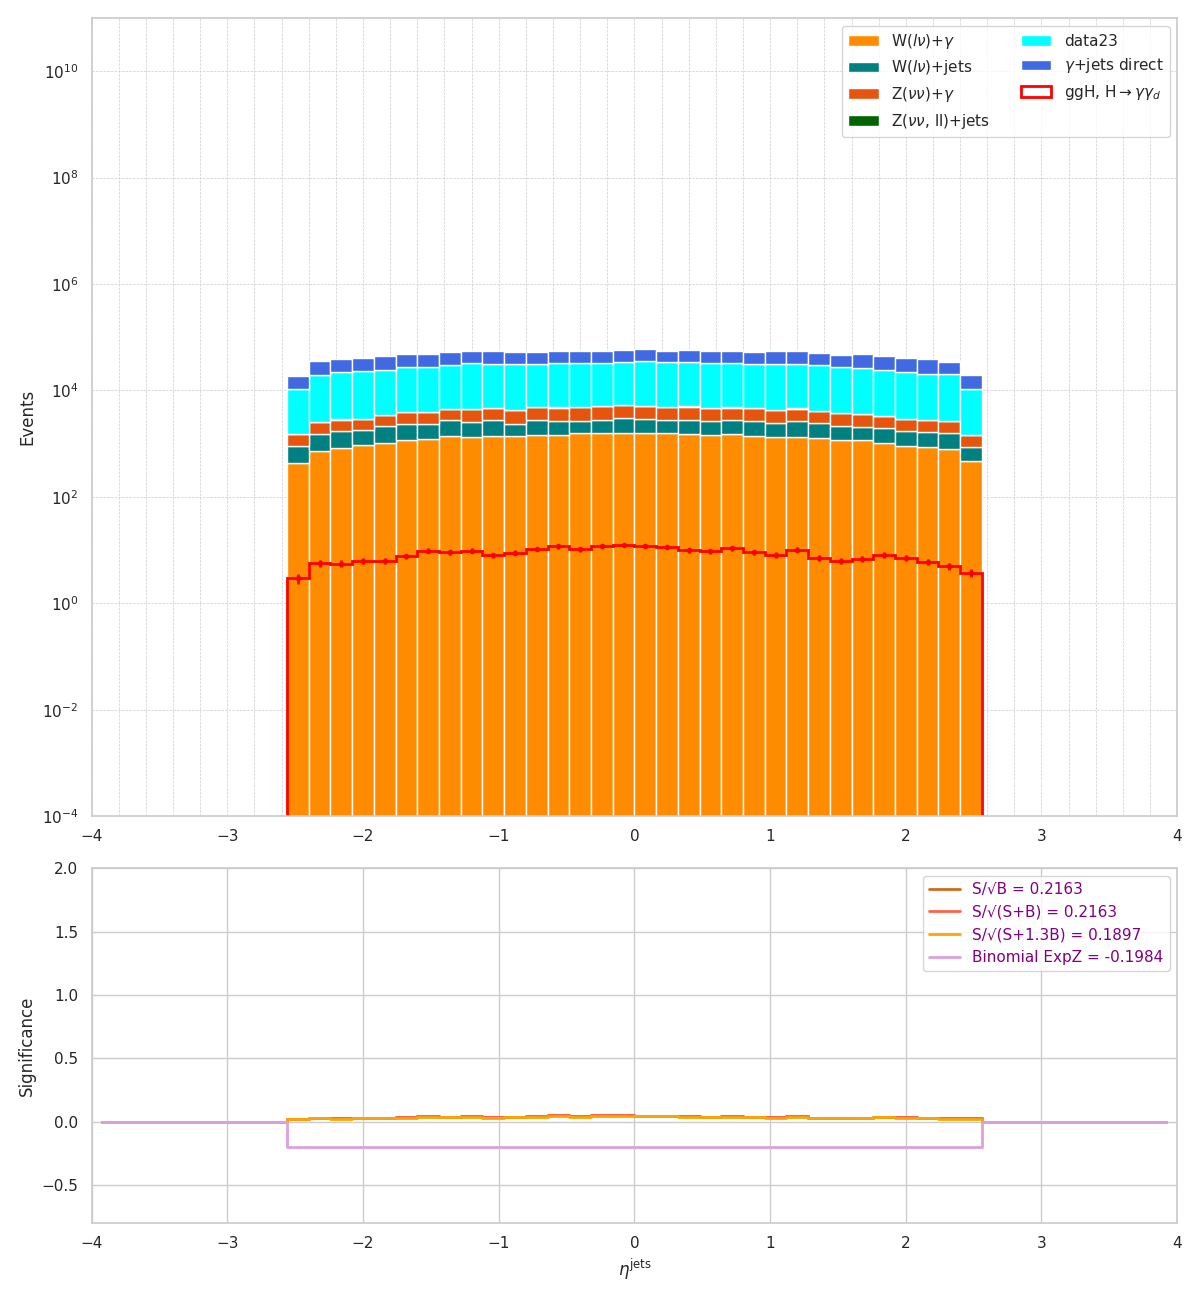 W(lν)+γ
W(lν)+jets
Z(νν)+γ
Z(νν, ll)+jets
data23
γ+jets direct
ggH, H→γγ_d
Events
10^10
10^8
10^6
10^4
10^2
10^0
10^−2
10^−4
−4 −3 −2 −1 0 1 2 3 4
S/√B = 0.2163
S/√(S+B) = 0.2163
S/√(S+1.3B) = 0.1897
Binomial ExpZ = -0.1984
Significance
2.0
1.5
1.0
0.5
0.0
−0.5
−4 −3 −2 −1 0 1 2 3 4
η^jets